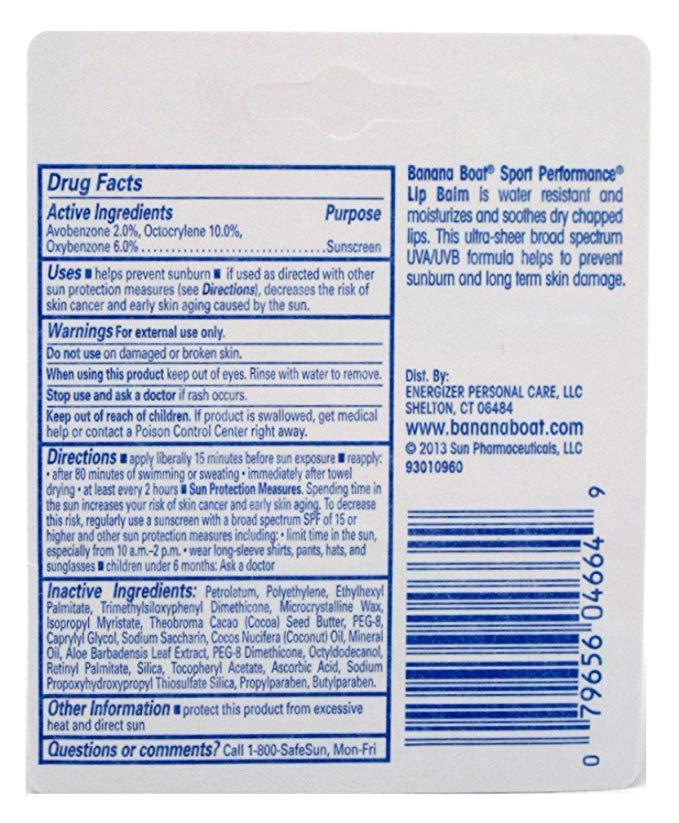 Drug Facts
Active Ingredients Purpose
Avobenzone 2.0%, Octocrylene 10.0%,
Oxybenzone 6.0%..............................Sunscreen
Uses ■ helps prevent sunburn ■ if used as directed with other
sun protection measures (see Directions), decreases the risk of
skin cancer and early skin aging caused by the sun.
Warnings For external use only.
Do not use on damaged or broken skin.
When using this product keep out of eyes. Rinse with water to remove.
Stop use and ask a doctor if rash occurs.
Keep out of reach of children. If product is swallowed, get medical
help or contact a Poison Control Center right away.
Directions ■ apply liberally 15 minutes before sun exposure ■ reapply:
• after 80 minutes of swimming or sweating • immediately after towel
drying • at least every 2 hours ■ Sun Protection Measures. Spending time in
the sun increases your risk of skin cancer and early skin aging. To decrease
this risk, regularly use a sunscreen with a broad spectrum SPF of 15 or
higher and other sun protection measures including: • limit time in the sun,
especially from 10 a.m.–2 p.m. • wear long-sleeve shirts, pants, hats, and
sunglasses ■ children under 6 months: Ask a doctor
Inactive Ingredients: Petrolatum, Polyethylene, Ethylhexyl
Palmitate, Trimethylsiloxyphenyl Dimethicone, Microcrystalline Wax,
Isopropyl Myristate, Theobroma Cacao (Cocoa) Seed Butter, PEG-8,
Caprylyl Glycol, Sodium Saccharin, Cocos Nucifera (Coconut) Oil, Mineral
Oil, Aloe Barbadensis Leaf Extract, PEG-8 Dimethicone, Octyldodecanol,
Retinyl Palmitate, Silica, Tocopheryl Acetate, Ascorbic Acid, Sodium
Propoxyhydroxypropyl Thiosulfate Silica, Propylparaben, Butylparaben.
Other Information ■ protect this product from excessive
heat and direct sun
Questions or comments? Call 1-800-SafeSun, Mon-Fri
Banana Boat® Sport Performance®
Lip Balm is water resistant and
moisturizes and soothes dry chapped
lips. This ultra-sheer broad spectrum
UVA/UVB formula helps to prevent
sunburn and long term skin damage.
Dist. By:
ENERGIZER PERSONAL CARE, LLC
SHELTON, CT 06484
www.bananaboat.com
© 2013 Sun Pharmaceuticals, LLC
93010960
0 79656 04664 9